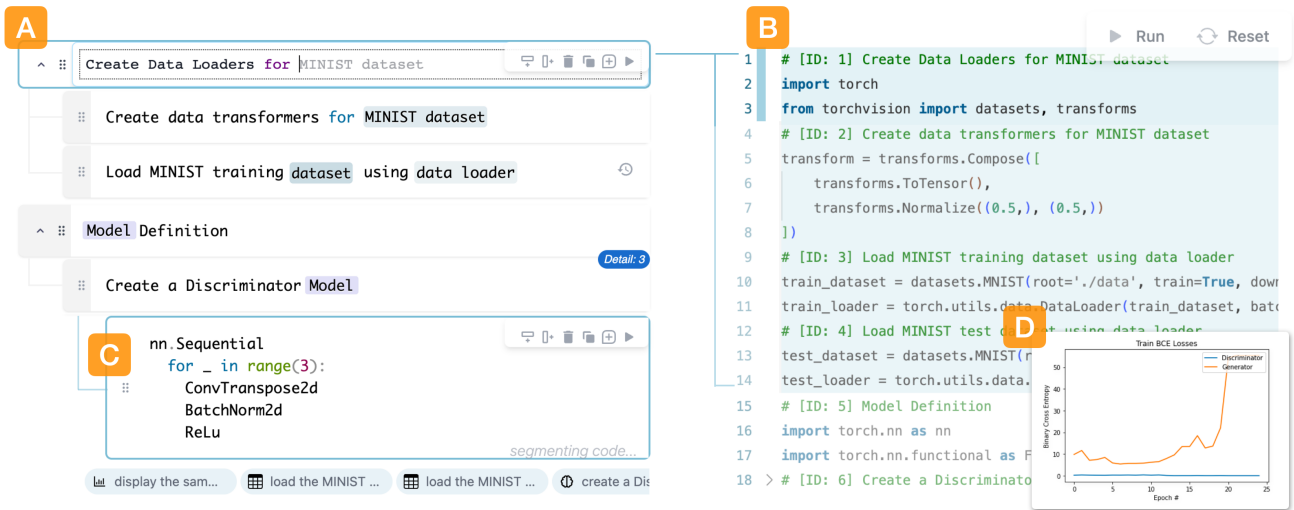 A
Create Data Loaders for MINIST dataset
Create data transformers for MINIST dataset
Load MINIST training dataset using data loader
Model Definition
Detail: 3
Create a Discriminator Model
C
nn.Sequential
for _ in range(3):
ConvTranspose2d
BatchNorm2d
ReLu
segmenting code...
display the sam...
load the MINIST ...
load the MINIST ...
create a Dis
B
Run
Reset
1 # [ID: 1] Create Data Loaders for MINIST dataset
2 import torch
3 from torchvision import datasets, transforms
4 # [ID: 2] Create data transformers for MINIST dataset
5 transform = transforms.Compose([
6 transforms.ToTensor(),
7 transforms.Normalize((0.5,), (0.5,))
8 ])
9 # [ID: 3] Load MINIST training dataset using data loader
10 train_dataset = datasets.MNIST(root='./data', train=True, down
11 train_loader = torch.utils.data.DataLoader(train_dataset, batc
12 # [ID: 4] Load MINIST test dataset using data loader
13 test_dataset = datasets.MNIST(r
14 test_loader = torch.utils.data.
15 # [ID: 5] Model Definition
16 import torch.nn as nn
17 import torch.nn.functional as F
18 # [ID: 6] Create a Discriminato
D
Train BCE Losses
Discriminator
Generator
Binary Cross Entropy
50
40
30
20
10
0
0 5 10 15 20 25
Epoch #